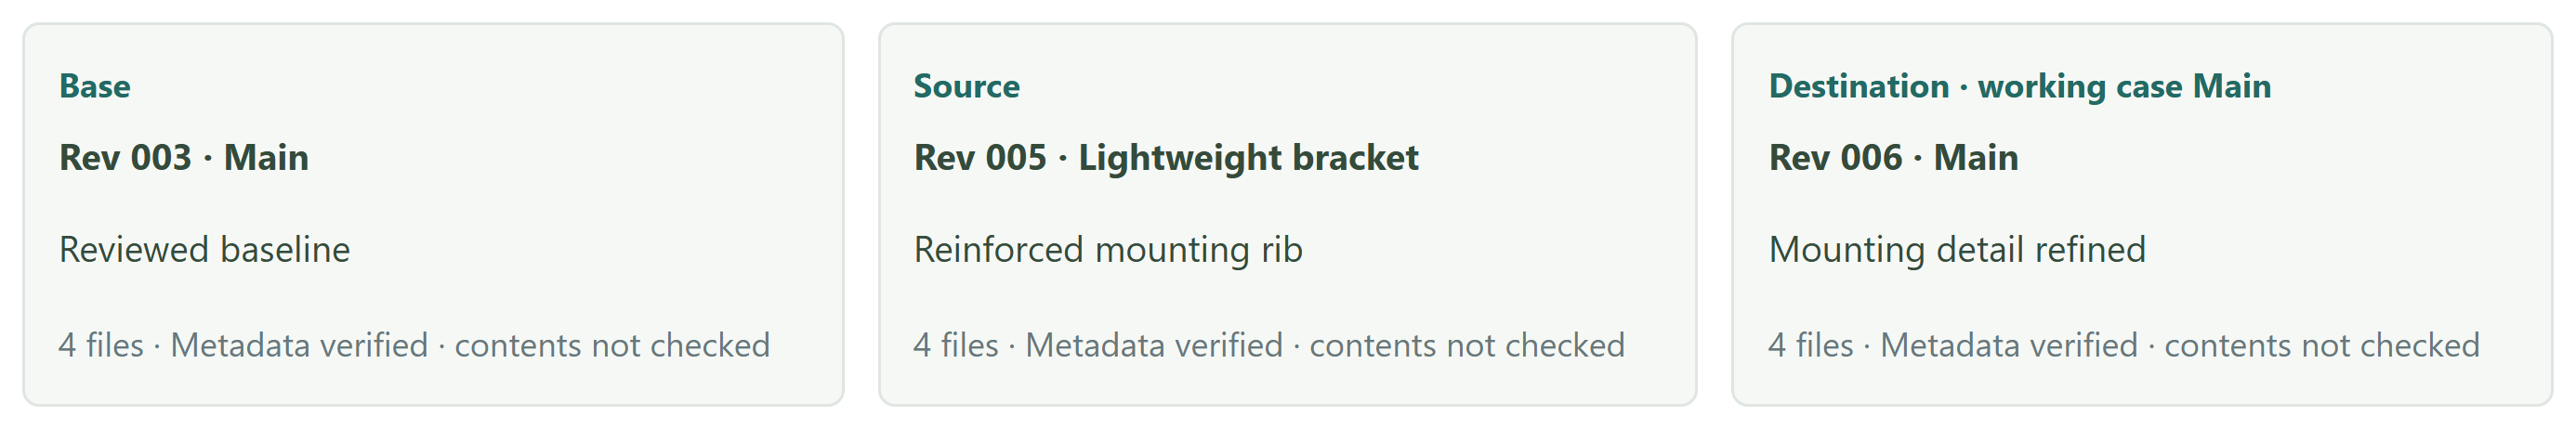 Base
Rev 003 · Main
Reviewed baseline
4 files · Metadata verified · contents not checked
Source
Rev 005 · Lightweight bracket
Reinforced mounting rib
4 files · Metadata verified · contents not checked
Destination · working case Main
Rev 006 · Main
Mounting detail refined
4 files · Metadata verified · contents not checked